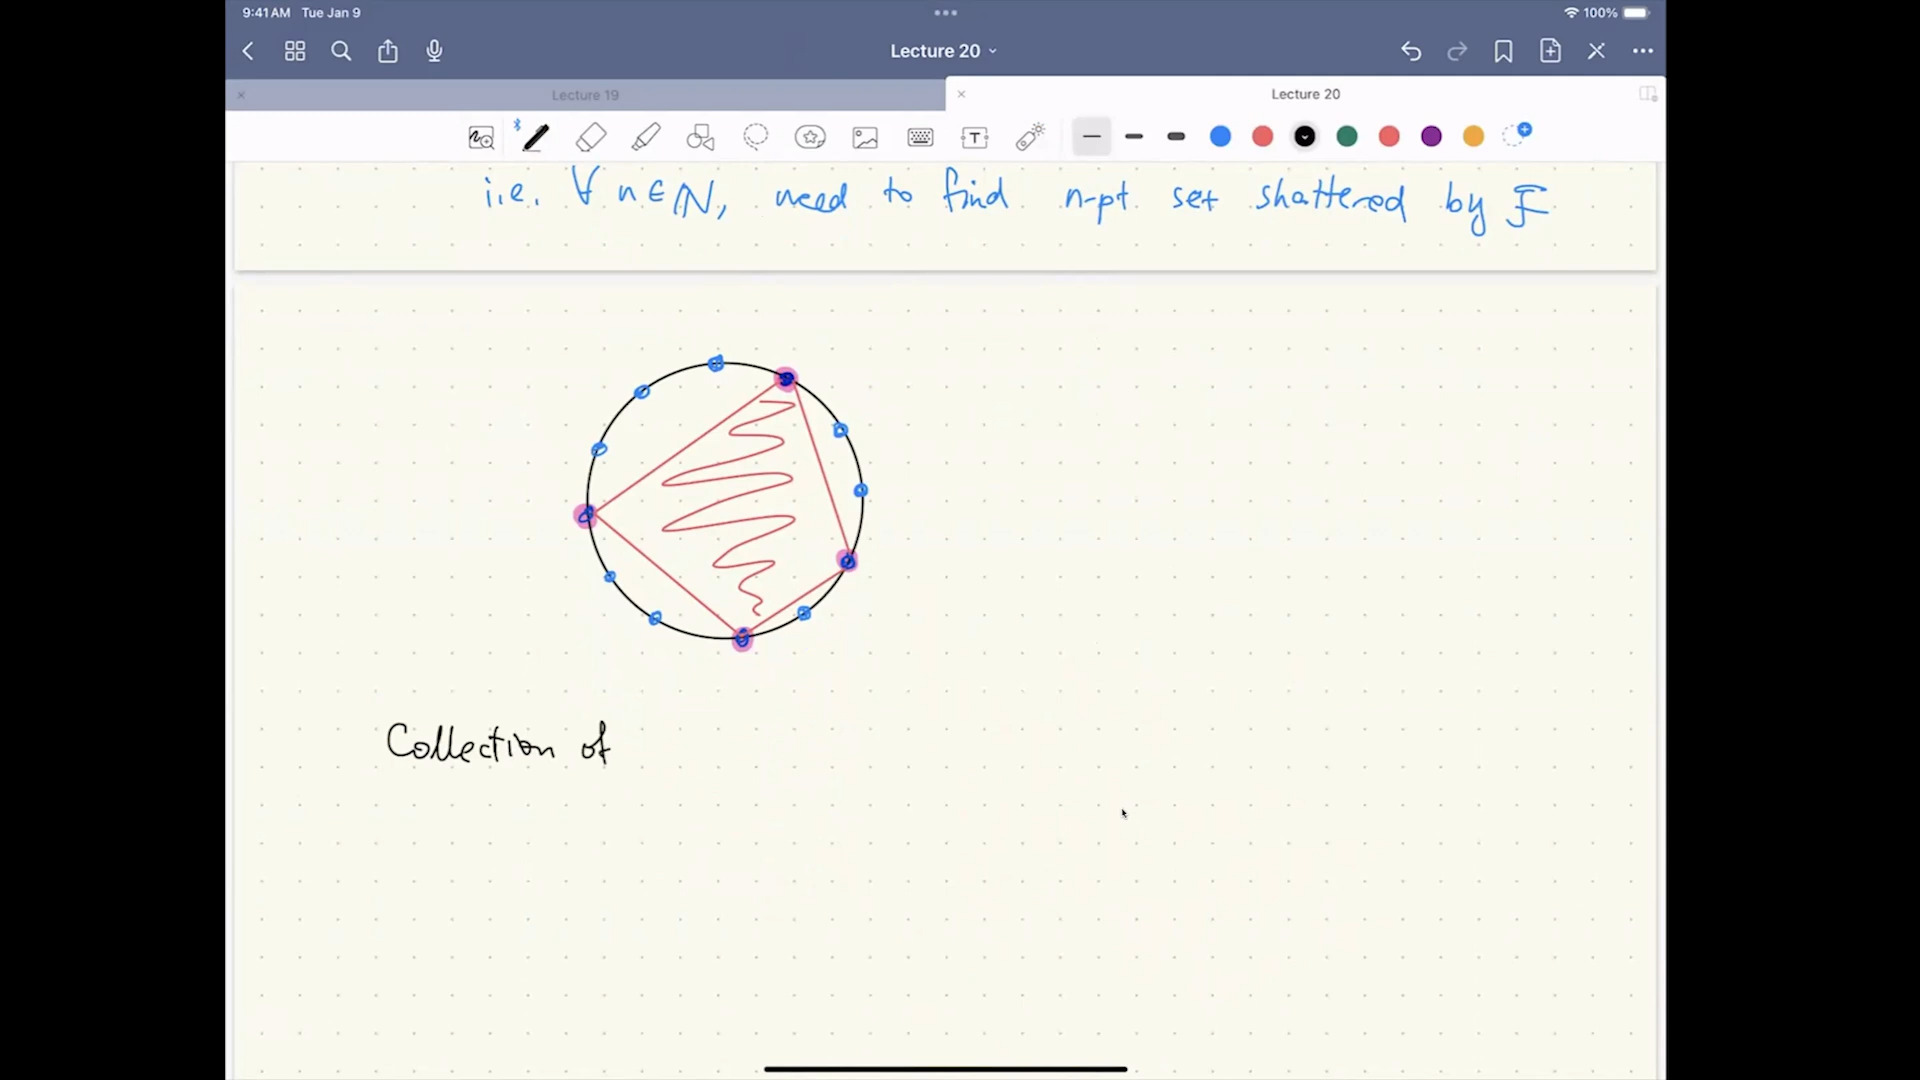 9:41 AM Tue Jan 9
100%
Lecture 20
Lecture 19
Lecture 20
T
i.e. ∀ n ∈ ℕ, need to find n-pt set shattered by F
Collection of